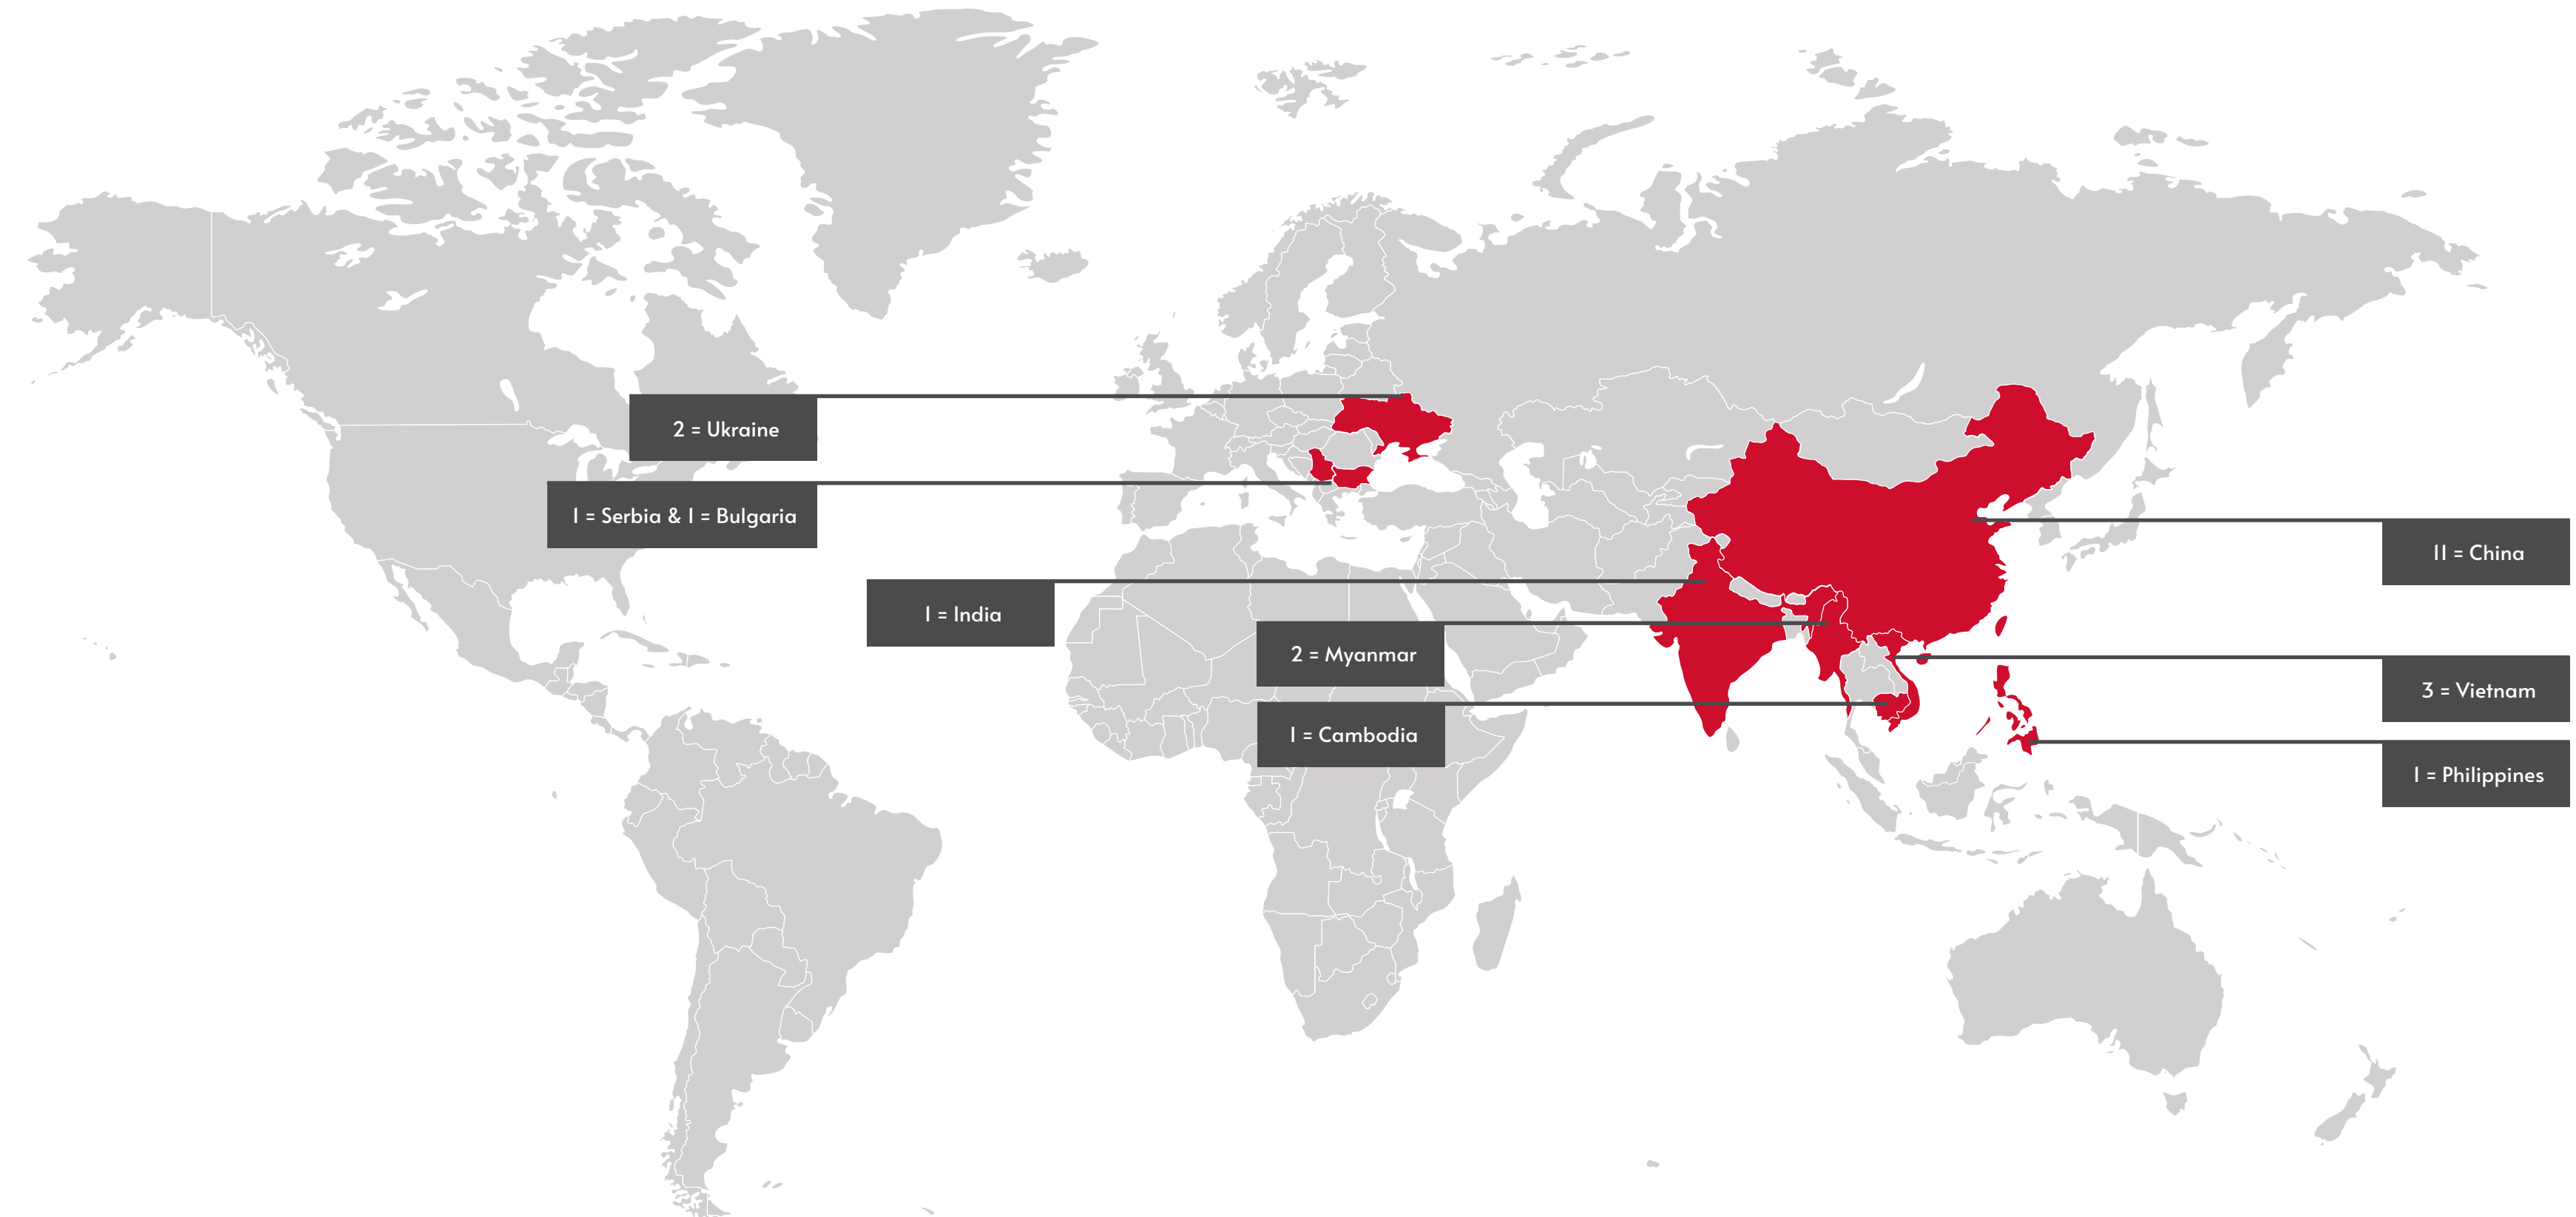 2 = Ukraine
1 = Serbia & 1 = Bulgaria
11 = China
1 = India
2 = Myanmar
3 = Vietnam
1 = Cambodia
1 = Philippines